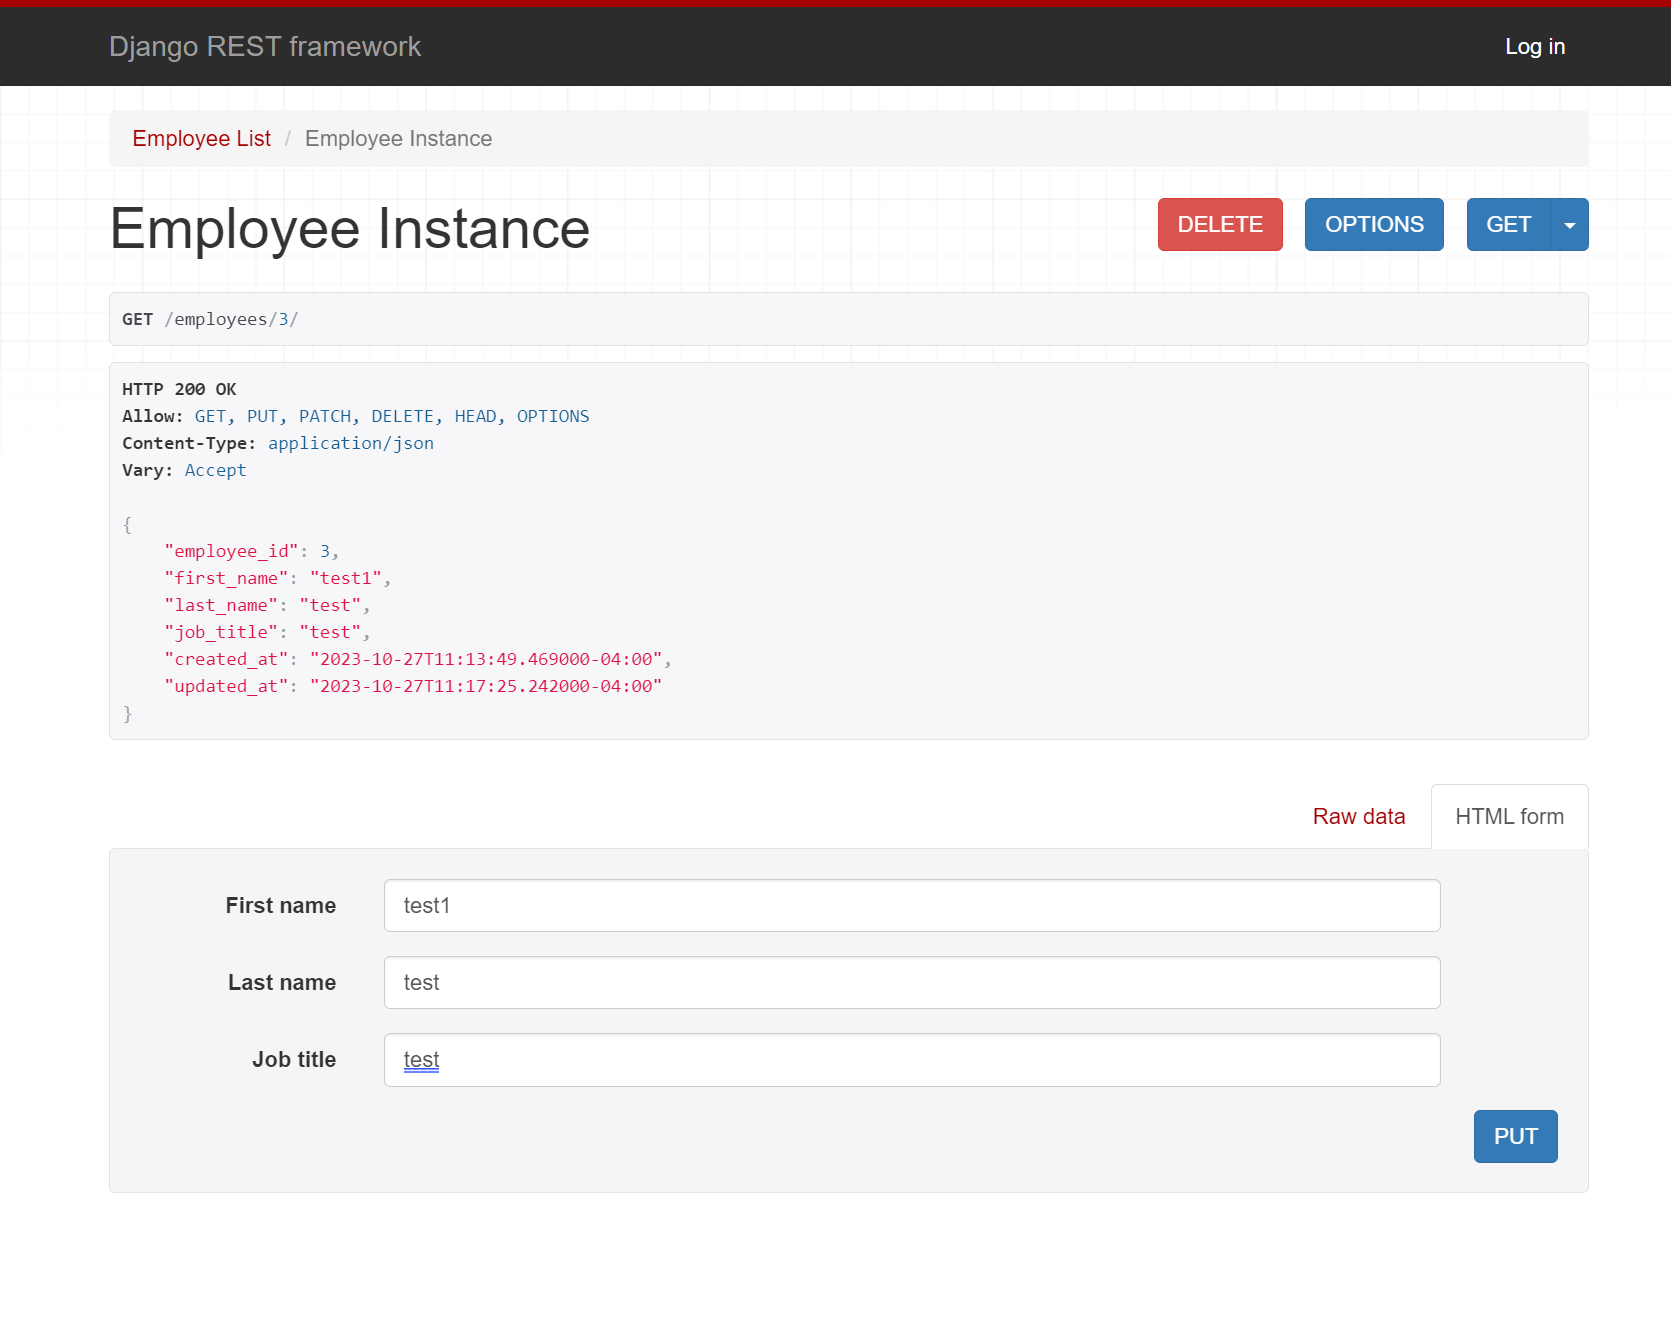 Django REST framework
Log in
Employee List / Employee Instance
Employee Instance
DELETE
OPTIONS
GET
GET /employees/3/
HTTP 200 OK
Allow: GET, PUT, PATCH, DELETE, HEAD, OPTIONS
Content-Type: application/json
Vary: Accept
{
    "employee_id": 3,
    "first_name": "test1",
    "last_name": "test",
    "job_title": "test",
    "created_at": "2023-10-27T11:13:49.469000-04:00",
    "updated_at": "2023-10-27T11:17:25.242000-04:00"
}
Raw data
HTML form
First name
test1
Last name
test
Job title
test
PUT